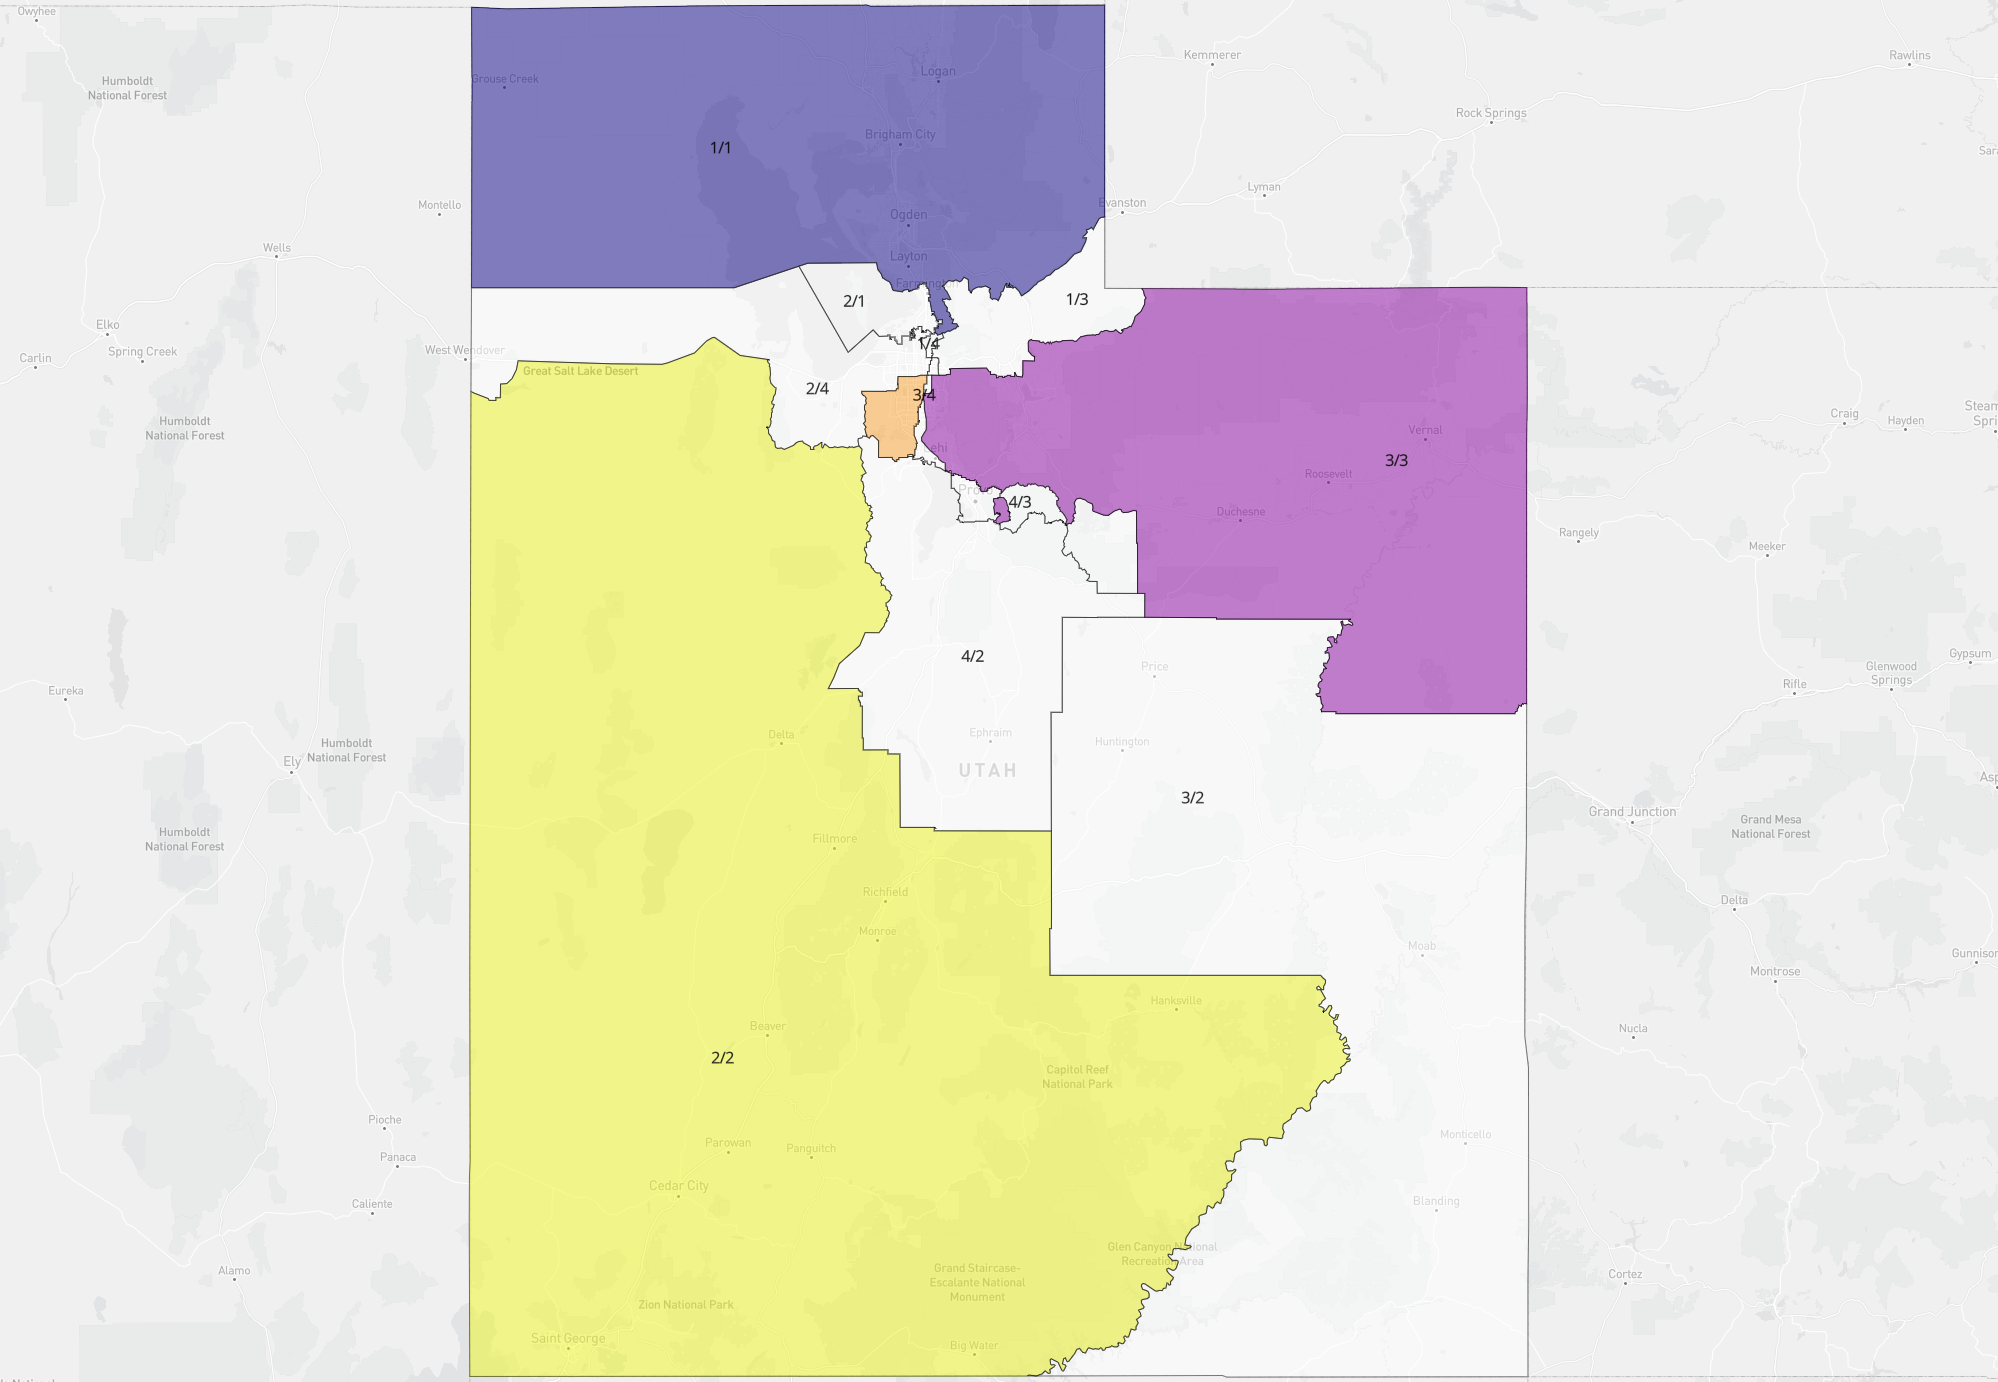 Owyhee
Humboldt
National Forest
Grouse Creek
Logan
Kemmerer
Rawlins
Rock Springs
Brigham City
1/1
Lyman
Montello
Evanston
Ogden
Wells
Layton
Farmington
2/1
1/3
Elko
Carlin
Spring Creek
West Wendover
1/4
Great Salt Lake Desert
2/4
3/4
Craig
Hayden
Humboldt
National Forest
Lehi
Vernal
3/3
Roosevelt
Provo
4/3
Duchesne
Rangely
Meeker
4/2
Price
Glenwood
Springs
Gypsum
Eureka
Rifle
Delta
Ephraim
Huntington
Humboldt
National Forest
Ely
UTAH
3/2
Grand Junction
Grand Mesa
National Forest
Humboldt
National Forest
Fillmore
Richfield
Delta
Monroe
Moab
Gunnison
Montrose
Hanksville
Beaver
Nucla
2/2
Capitol Reef
National Park
Pioche
Parowan
Panguitch
Monticello
Panaca
Cedar City
Caliente
Blanding
Glen Canyon National
Recreation Area
Alamo
Grand Staircase-
Escalante National
Monument
Cortez
Zion National Park
Saint George
Big Water